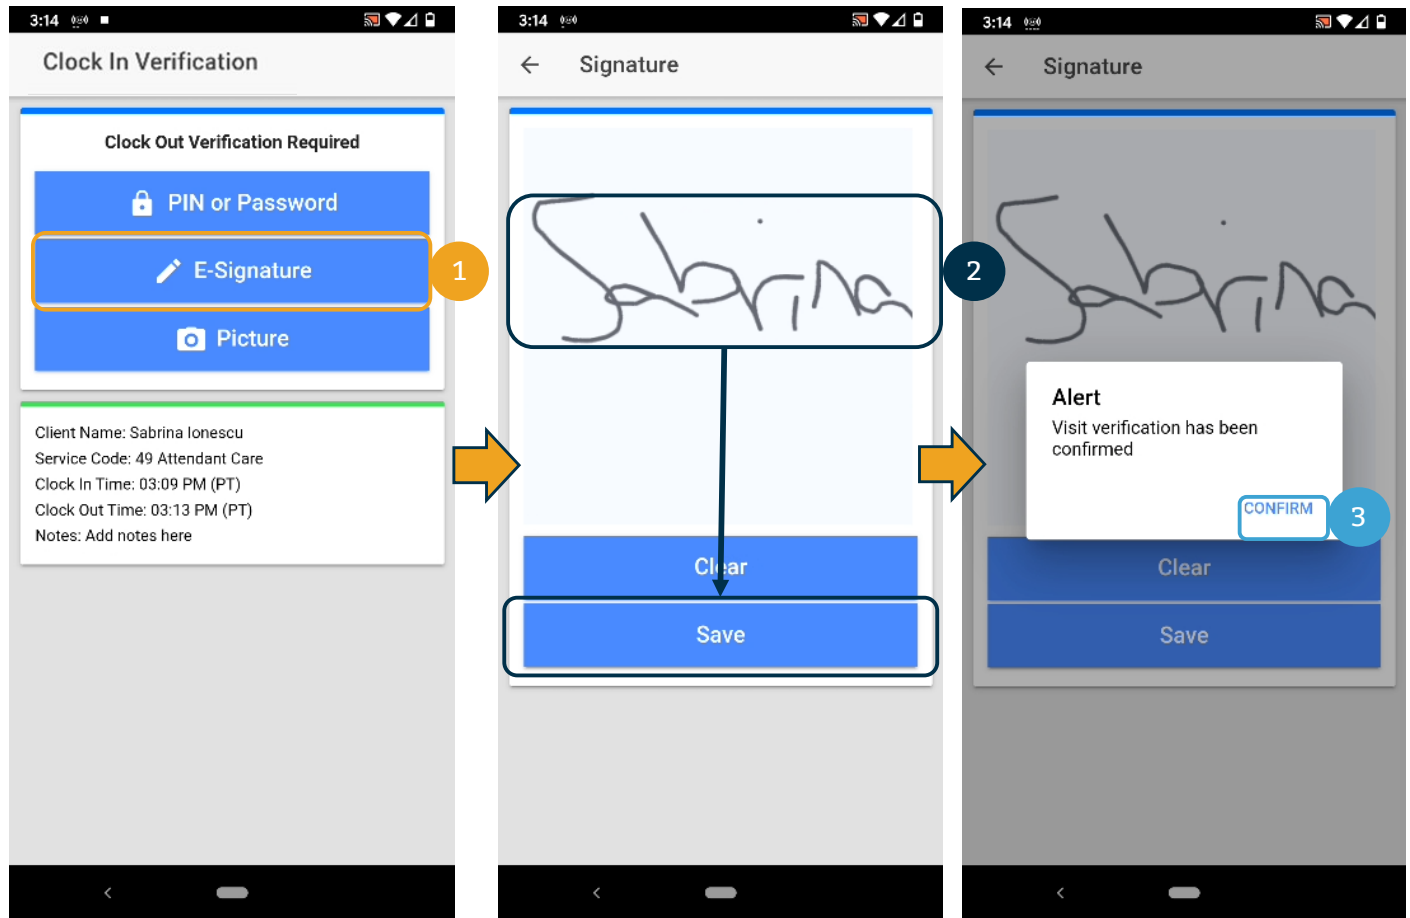 3:14
Clock In Verification
Clock Out Verification Required
PIN or Password
E-Signature
1
Picture
Client Name: Sabrina Ionescu
Service Code: 49 Attendant Care
Clock In Time: 03:09 PM (PT)
Clock Out Time: 03:13 PM (PT)
Notes: Add notes here
3:14
Signature
Sabrina
2
Clear
Save
3:14
Signature
Sabrina
Alert
Visit verification has been
confirmed
CONFIRM
3
Clear
Save